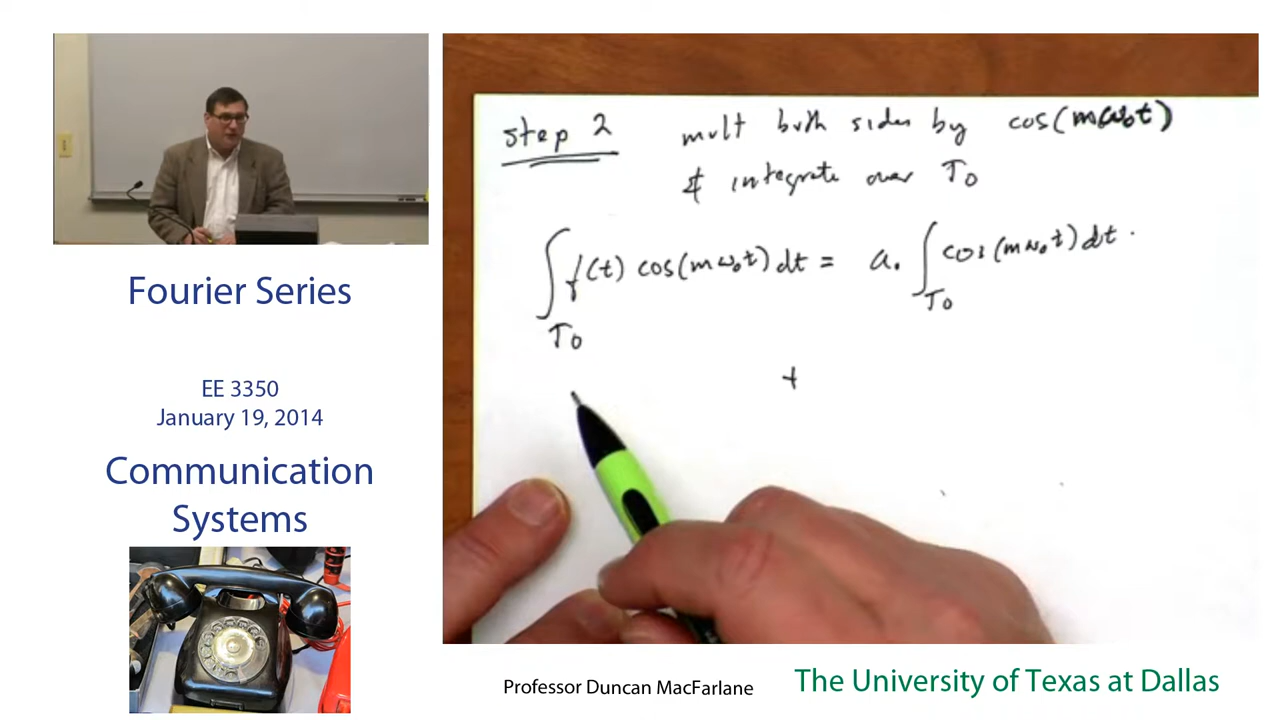 step 2 mult both sides by cos(mω₀t)
& integrate over T₀
∫ f(t) cos(mω₀t) dt = a₀ ∫ cos(mω₀t) dt
T₀ T₀
+
Fourier Series
EE 3350
January 19, 2014
Communication
Systems
Professor Duncan MacFarlane
The University of Texas at Dallas